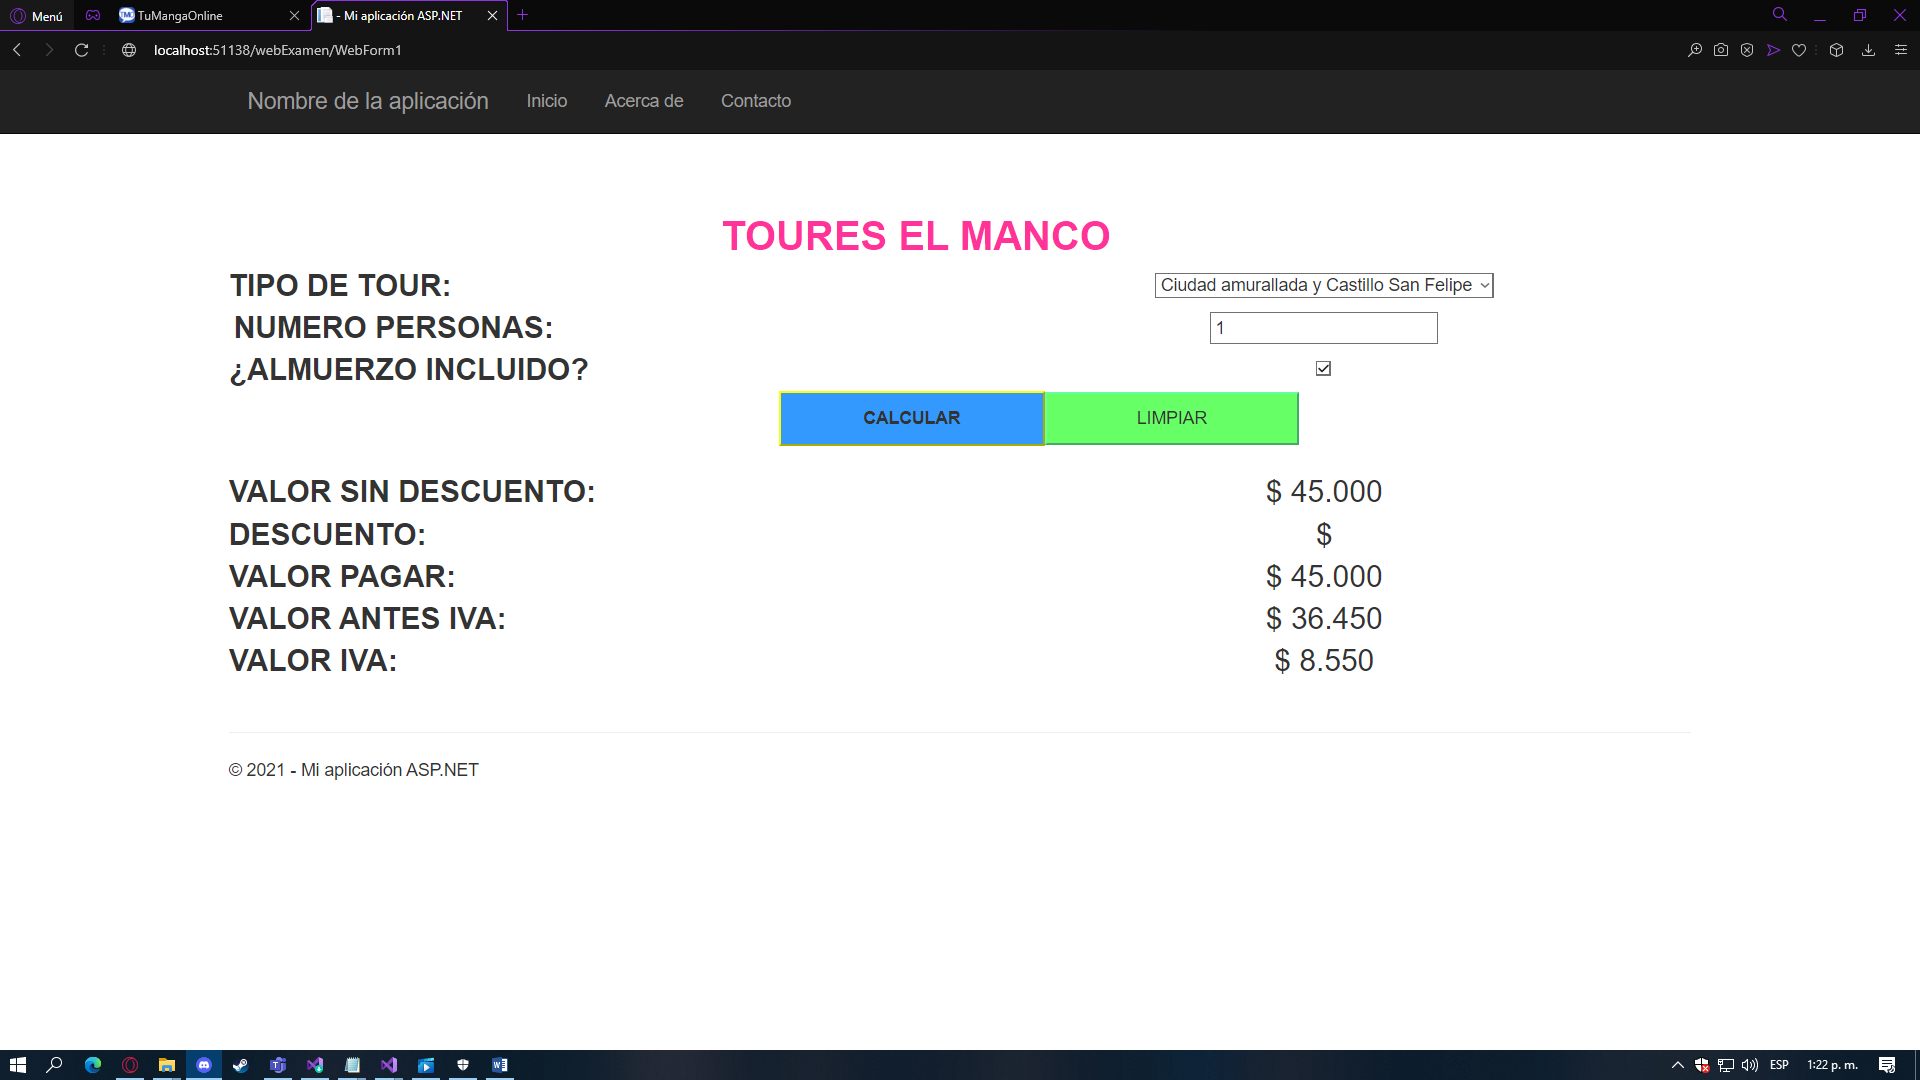 Menú
TuMangaOnline
- Mi aplicación ASP.NET
localhost:51138/webExamen/WebForm1
Nombre de la aplicación Inicio Acerca de Contacto
TOURES EL MANCO
TIPO DE TOUR: Ciudad amurallada y Castillo San Felipe
NUMERO PERSONAS: 1
¿ALMUERZO INCLUIDO?
CALCULAR LIMPIAR
VALOR SIN DESCUENTO: $ 45.000
DESCUENTO: $
VALOR PAGAR: $ 45.000
VALOR ANTES IVA: $ 36.450
VALOR IVA: $ 8.550
© 2021 - Mi aplicación ASP.NET
ESP 1:22 p. m.